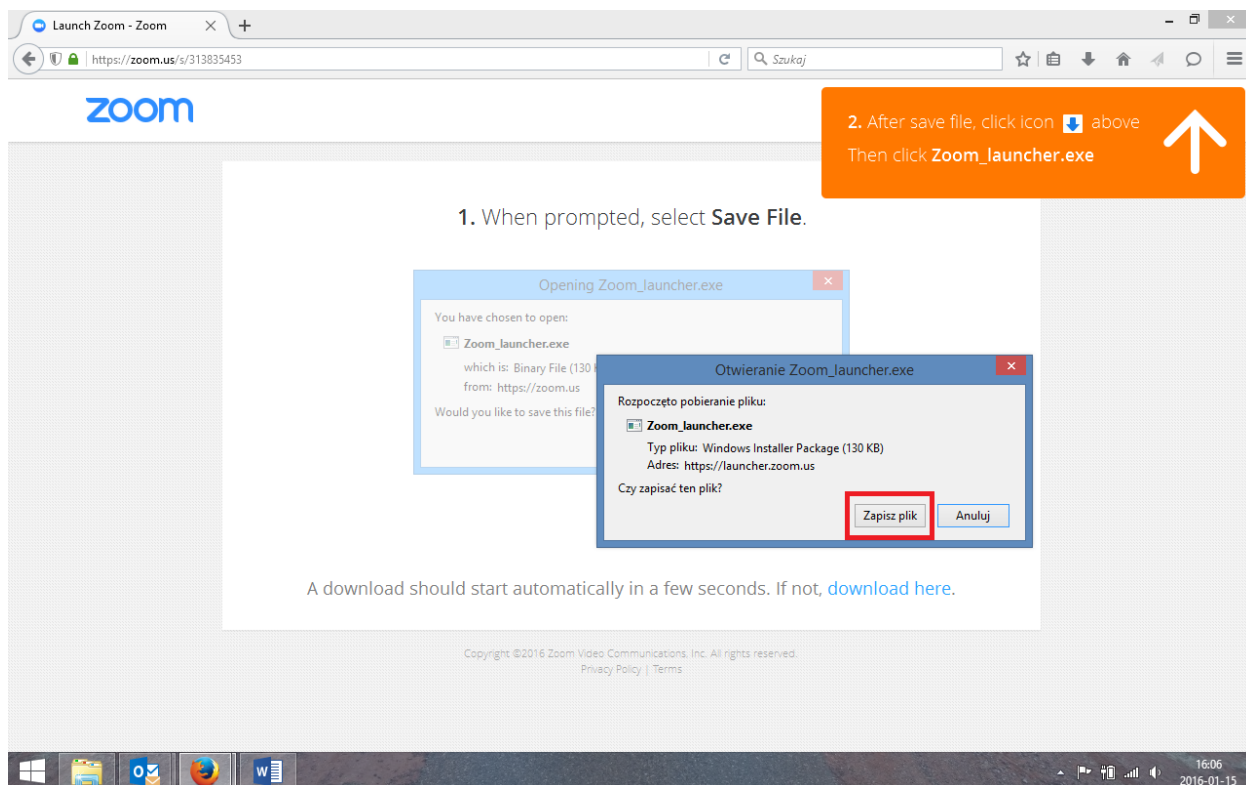 Launch Zoom - Zoom
https://zoom.us/s/313835453
Szukaj
zoom
2. After save file, click icon above
Then click Zoom_launcher.exe
1. When prompted, select Save File.
Opening Zoom_launcher.exe
You have chosen to open:
Zoom_launcher.exe
which is: Binary File (130
from: https://zoom.us
Would you like to save this file?
Otwieranie Zoom_launcher.exe
Rozpoczęto pobieranie pliku:
Zoom_launcher.exe
Typ pliku: Windows Installer Package (130 KB)
Adres: https://launcher.zoom.us
Czy zapisać ten plik?
Zapisz plik Anuluj
A download should start automatically in a few seconds. If not, download here.
Copyright ©2016 Zoom Video Communications, Inc. All rights reserved.
Privacy Policy | Terms
16:06
2016-01-15